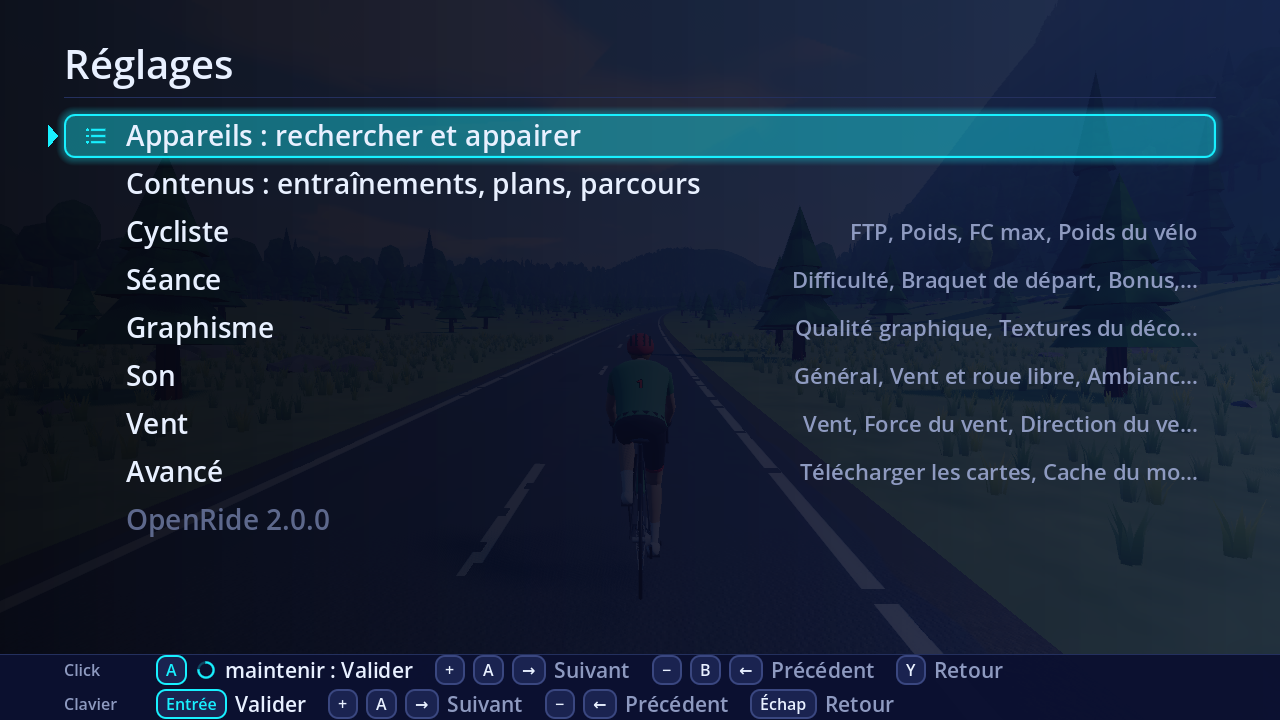 Réglages
Appareils : rechercher et appairer
Contenus : entraînements, plans, parcours
Cycliste FTP, Poids, FC max, Poids du vélo
Séance Difficulté, Braquet de départ, Bonus,...
Graphisme Qualité graphique, Textures du déco...
Son Général, Vent et roue libre, Ambianc...
Vent Vent, Force du vent, Direction du ve...
Avancé Télécharger les cartes, Cache du mo...
OpenRide 2.0.0
Click A maintenir : Valider + A → Suivant − B ← Précédent Y Retour
Clavier Entrée Valider + A → Suivant − ← Précédent Échap Retour